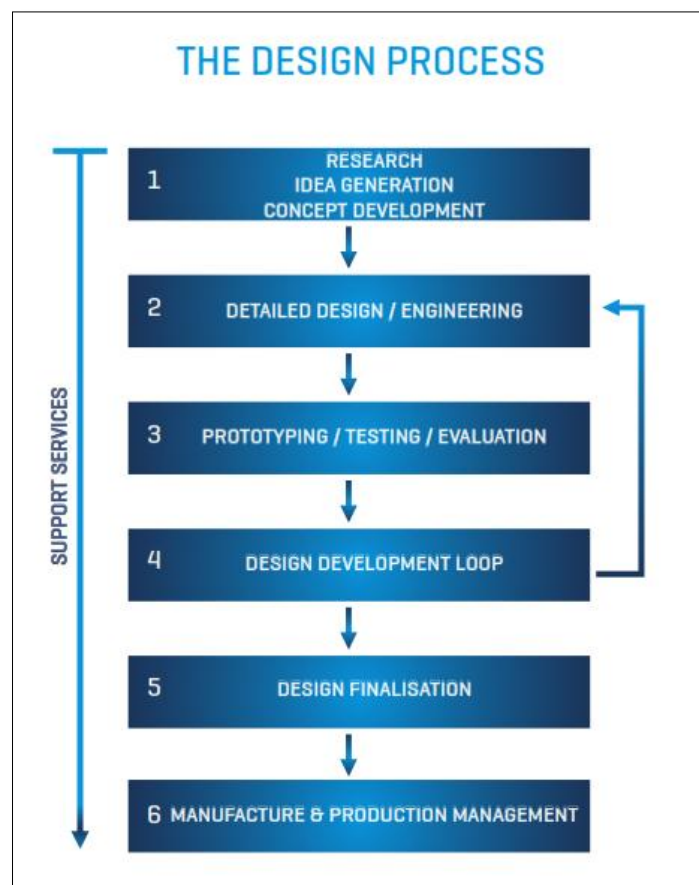 THE DESIGN PROCESS
SUPPORT SERVICES
1
RESEARCH
IDEA GENERATION
CONCEPT DEVELOPMENT
2 DETAILED DESIGN / ENGINEERING
3 PROTOTYPING / TESTING / EVALUATION
4 DESIGN DEVELOPMENT LOOP
5 DESIGN FINALISATION
6 MANUFACTURE & PRODUCTION MANAGEMENT